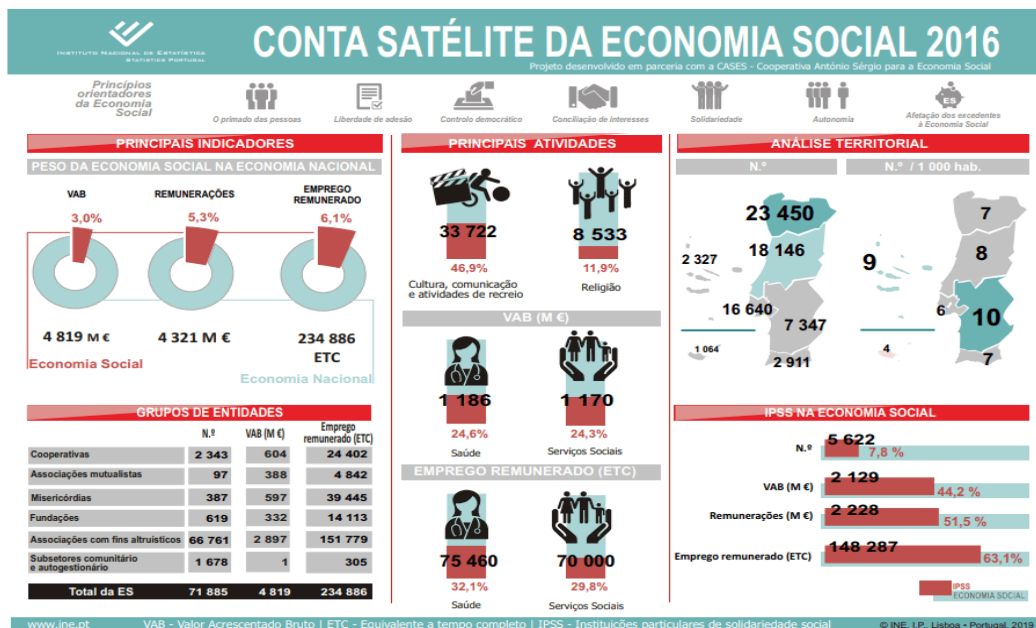 INSTITUTO NACIONAL DE ESTATÍSTICA
STATISTICS PORTUGAL
CONTA SATÉLITE DA ECONOMIA SOCIAL 2016
Projeto desenvolvido em parceria com a CASES - Cooperativa António Sérgio para a Economia Social
Princípios
orientadores
da Economia
Social
O primado das pessoas
Liberdade de adesão
Controlo democrático
Conciliação de interesses
Solidariedade
Autonomia
ES
Afetação dos excedentes
à Economia Social
PRINCIPAIS INDICADORES
PESO DA ECONOMIA SOCIAL NA ECONOMIA NACIONAL
VAB
REMUNERAÇÕES
EMPREGO
REMUNERADO
3,0%
5,3%
6,1%
4 819 M €
4 321 M €
234 886
ETC
Economia Social
Economia Nacional
GRUPOS DE ENTIDADES
N.º VAB (M €) Emprego
remunerado (ETC)
Cooperativas 2 343 604 24 402
Associações mutualistas 97 388 4 842
Misericórdias 387 597 39 445
Fundações 619 332 14 113
Associações com fins altruísticos 66 761 2 897 151 779
Subsetores comunitário
e autogestionário 1 678 1 305
Total da ES 71 885 4 819 234 886
PRINCIPAIS ATIVIDADES
33 722
46,9%
Cultura, comunicação
e atividades de recreio
8 533
11,9%
Religião
VAB (M €)
1 186
24,6%
Saúde
1 170
24,3%
Serviços Sociais
EMPREGO REMUNERADO (ETC)
75 460
32,1%
Saúde
70 000
29,8%
Serviços Sociais
ANÁLISE TERRITORIAL
N.º
23 450
18 146
2 327
16 640
7 347
1 064
2 911
N.º / 1 000 hab.
7
8
9
6
10
4
7
IPSS NA ECONOMIA SOCIAL
N.º 5 622 7,8 %
VAB (M €) 2 129 44,2 %
Remunerações (M €) 2 228 51,5 %
Emprego remunerado (ETC) 148 287 63,1%
IPSS
ECONOMIA SOCIAL
www.ine.pt VAB - Valor Acrescentado Bruto | ETC - Equivalente a tempo completo | IPSS - Instituições particulares de solidariedade social © INE, I.P., Lisboa • Portugal, 2019